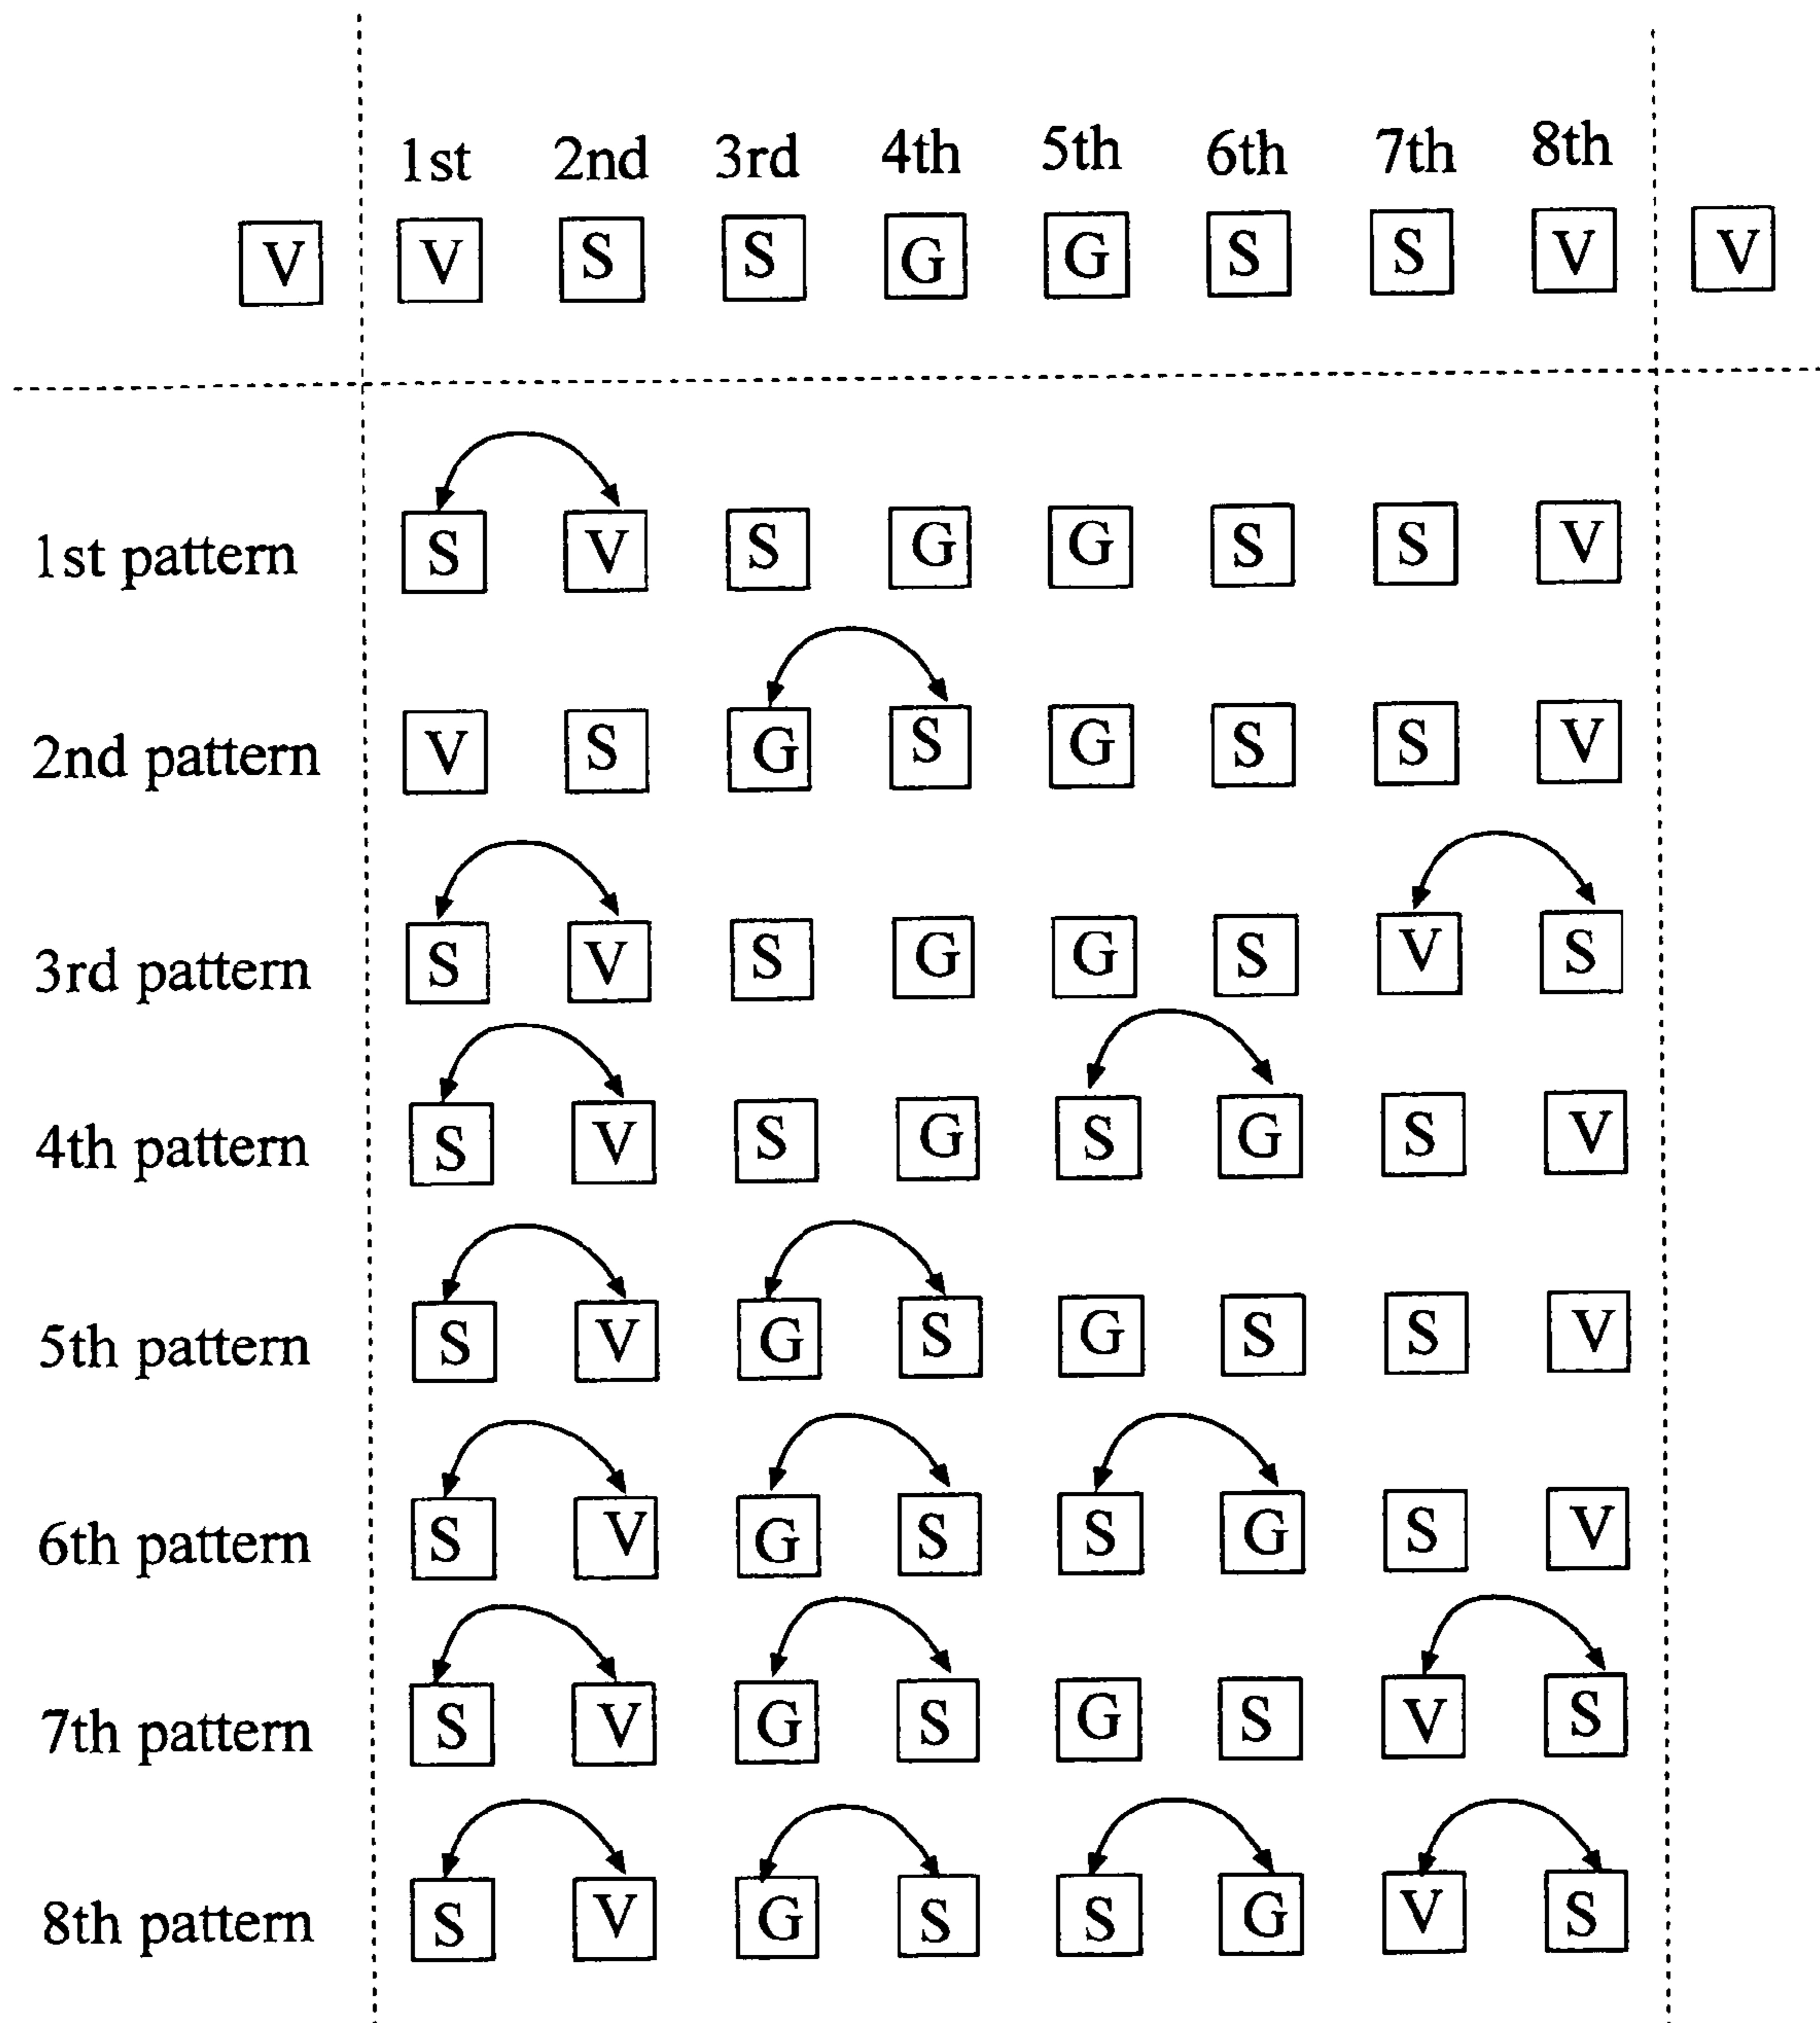 1st 2nd 3rd 4th 5th 6th 7th 8th
V V S S G G S S V V
1st pattern S V S G G S S V
2nd pattern V S G S G S S V
3rd pattern S V S G G S V S
4th pattern S V S G S G S V
5th pattern S V G S G S S V
6th pattern S V G S S G S V
7th pattern S V G S G S V S
8th pattern S V G S S G V S